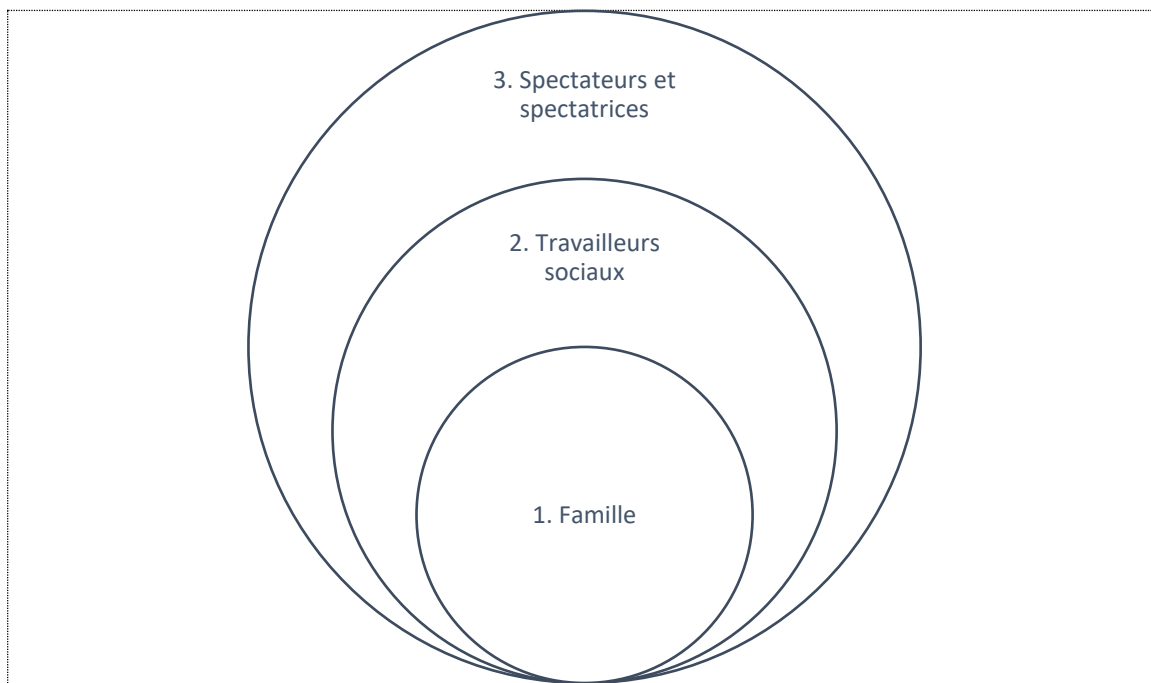 3. Spectateurs et
spectatrices
2. Travailleurs
sociaux
1. Famille